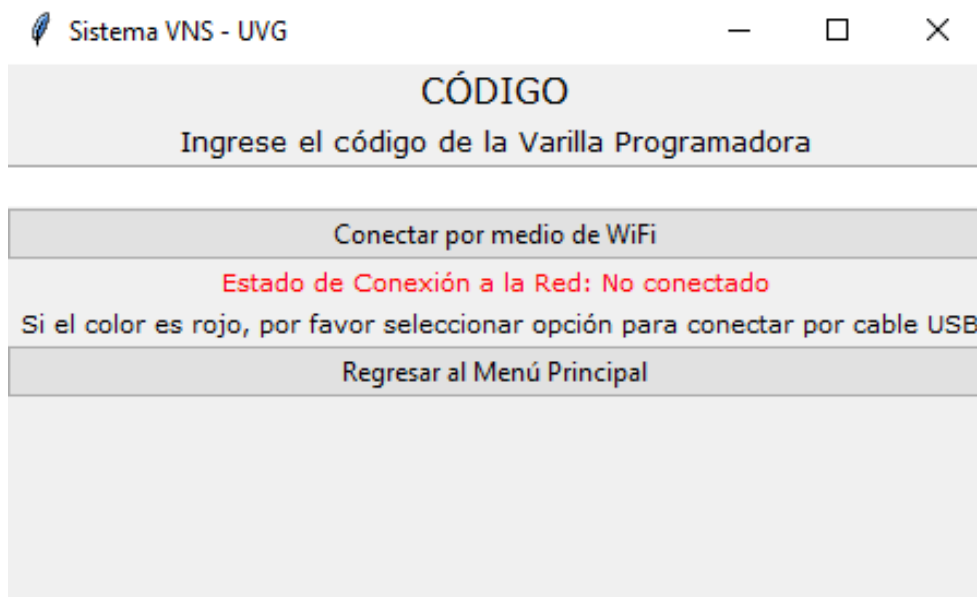 Sistema VNS - UVG
CÓDIGO
Ingrese el código de la Varilla Programadora
Conectar por medio de WiFi
Estado de Conexión a la Red: No conectado
Si el color es rojo, por favor seleccionar opción para conectar por cable USB
Regresar al Menú Principal